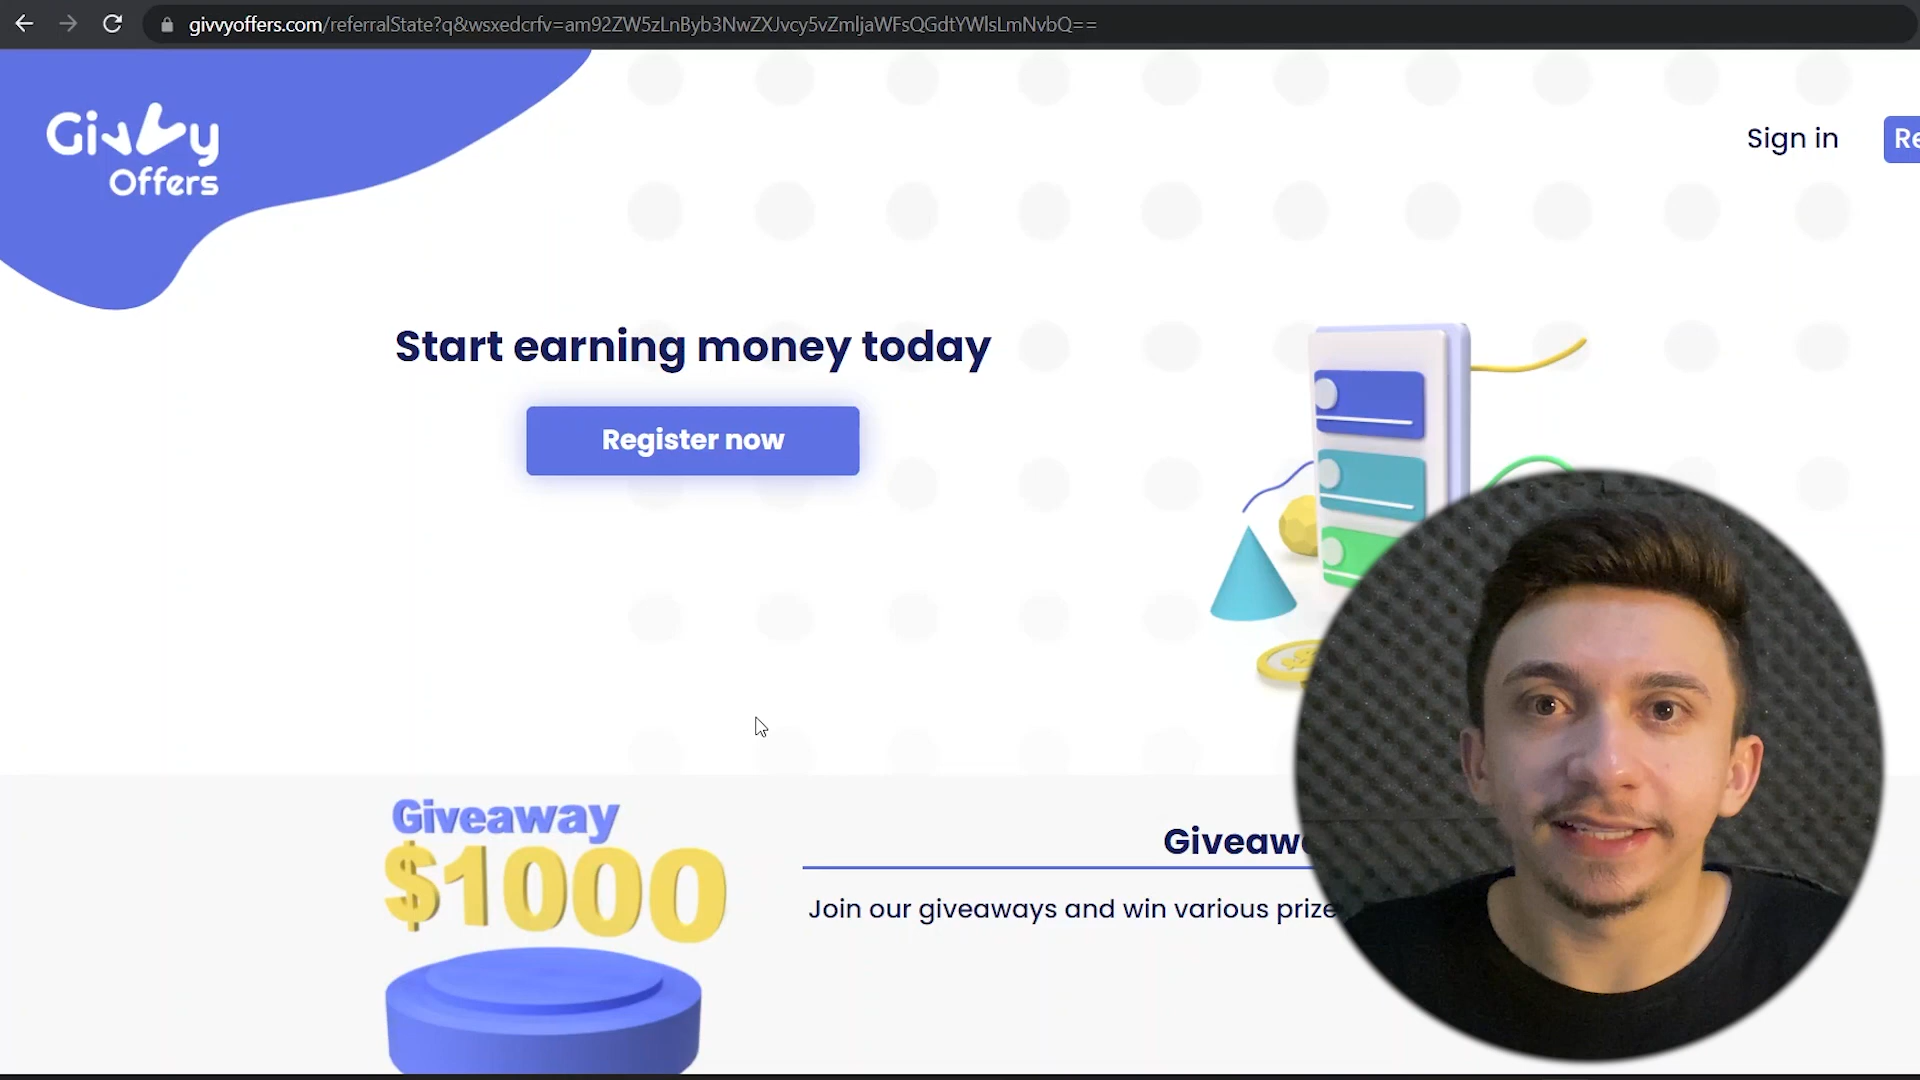 givvyoffers.com/referralState?q&wsxedcrfv=am92ZW5zLnByb3NwZXJvcy5vZmljaWFsQGdtYWlsLmNvbQ==
Givvy
Offers
Sign in
Re
Start earning money today
Register now
Giveaway
$1000
Giveaw
Join our giveaways and win various prize